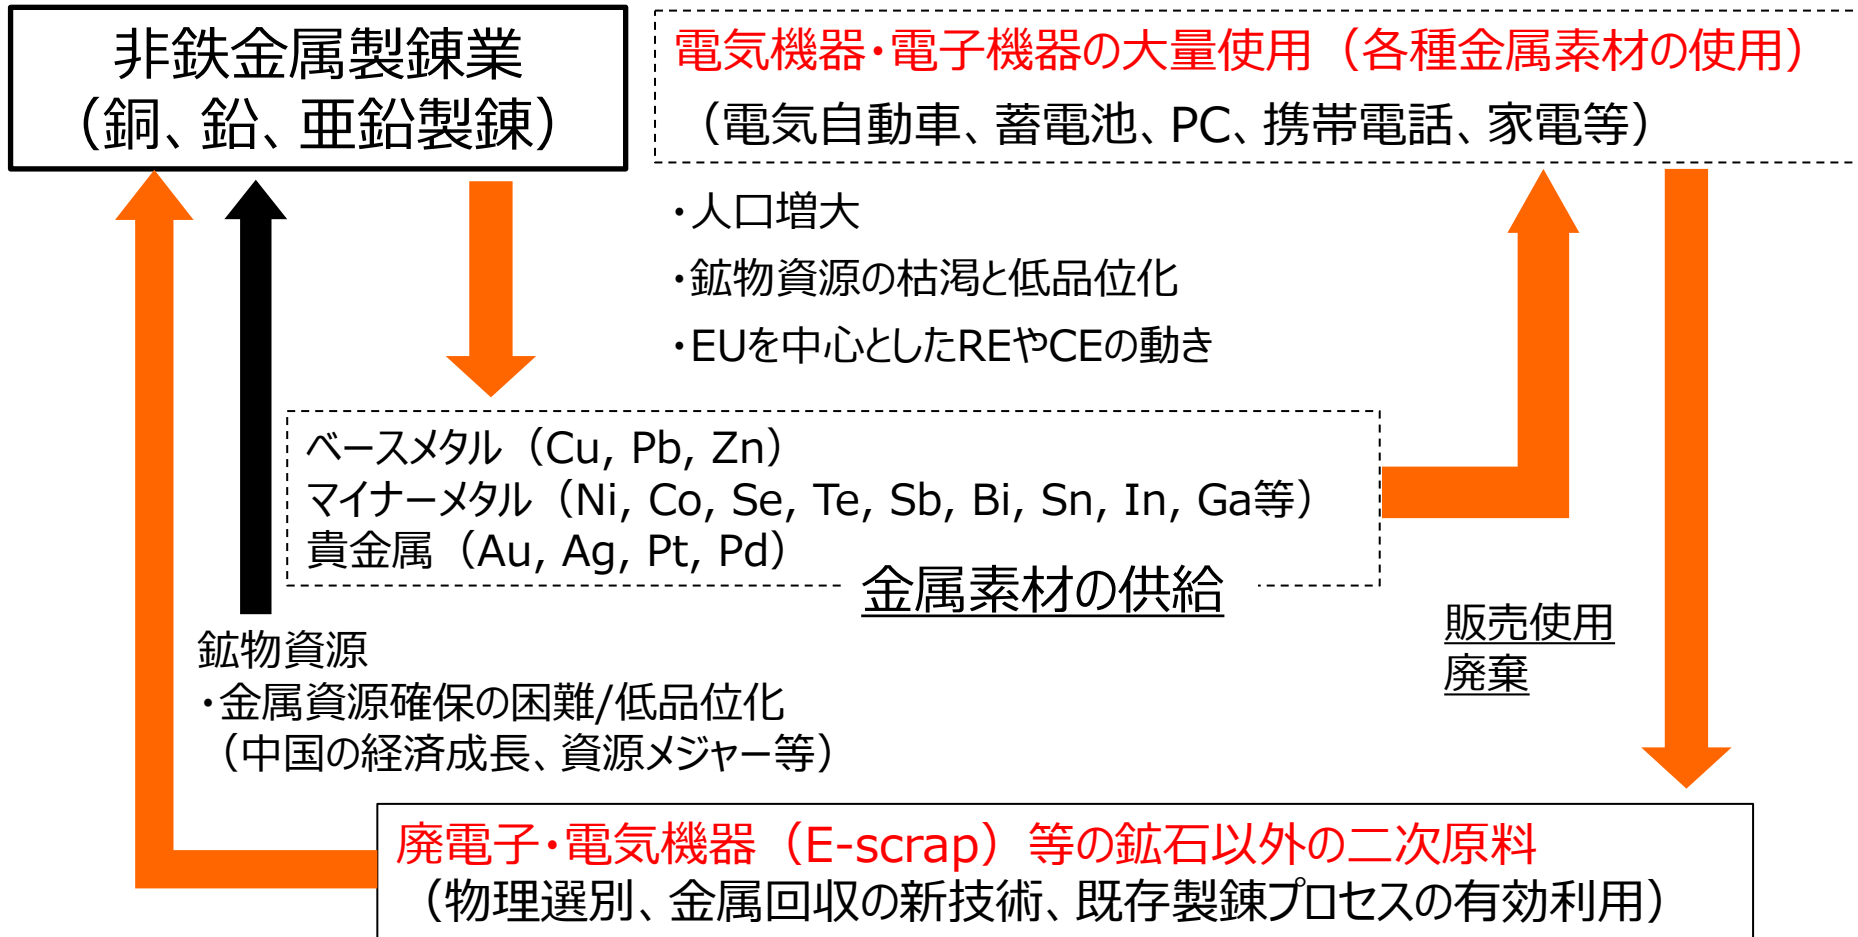 非鉄金属製錬業
（銅、鉛、亜鉛製錬）
電気機器・電子機器の大量使用（各種金属素材の使用）
（電気自動車、蓄電池、PC、携帯電話、家電等）
・人口増大
・鉱物資源の枯渇と低品位化
・EUを中心としたREやCEの動き
ベースメタル（Cu, Pb, Zn）
マイナーメタル（Ni, Co, Se, Te, Sb, Bi, Sn, In, Ga等）
貴金属（Au, Ag, Pt, Pd）
金属素材の供給
販売使用
廃棄
鉱物資源
・金属資源確保の困難/低品位化
（中国の経済成長、資源メジャー等）
廃電子・電気機器（E-scrap）等の鉱石以外の二次原料
（物理選別、金属回収の新技術、既存製錬プロセスの有効利用）